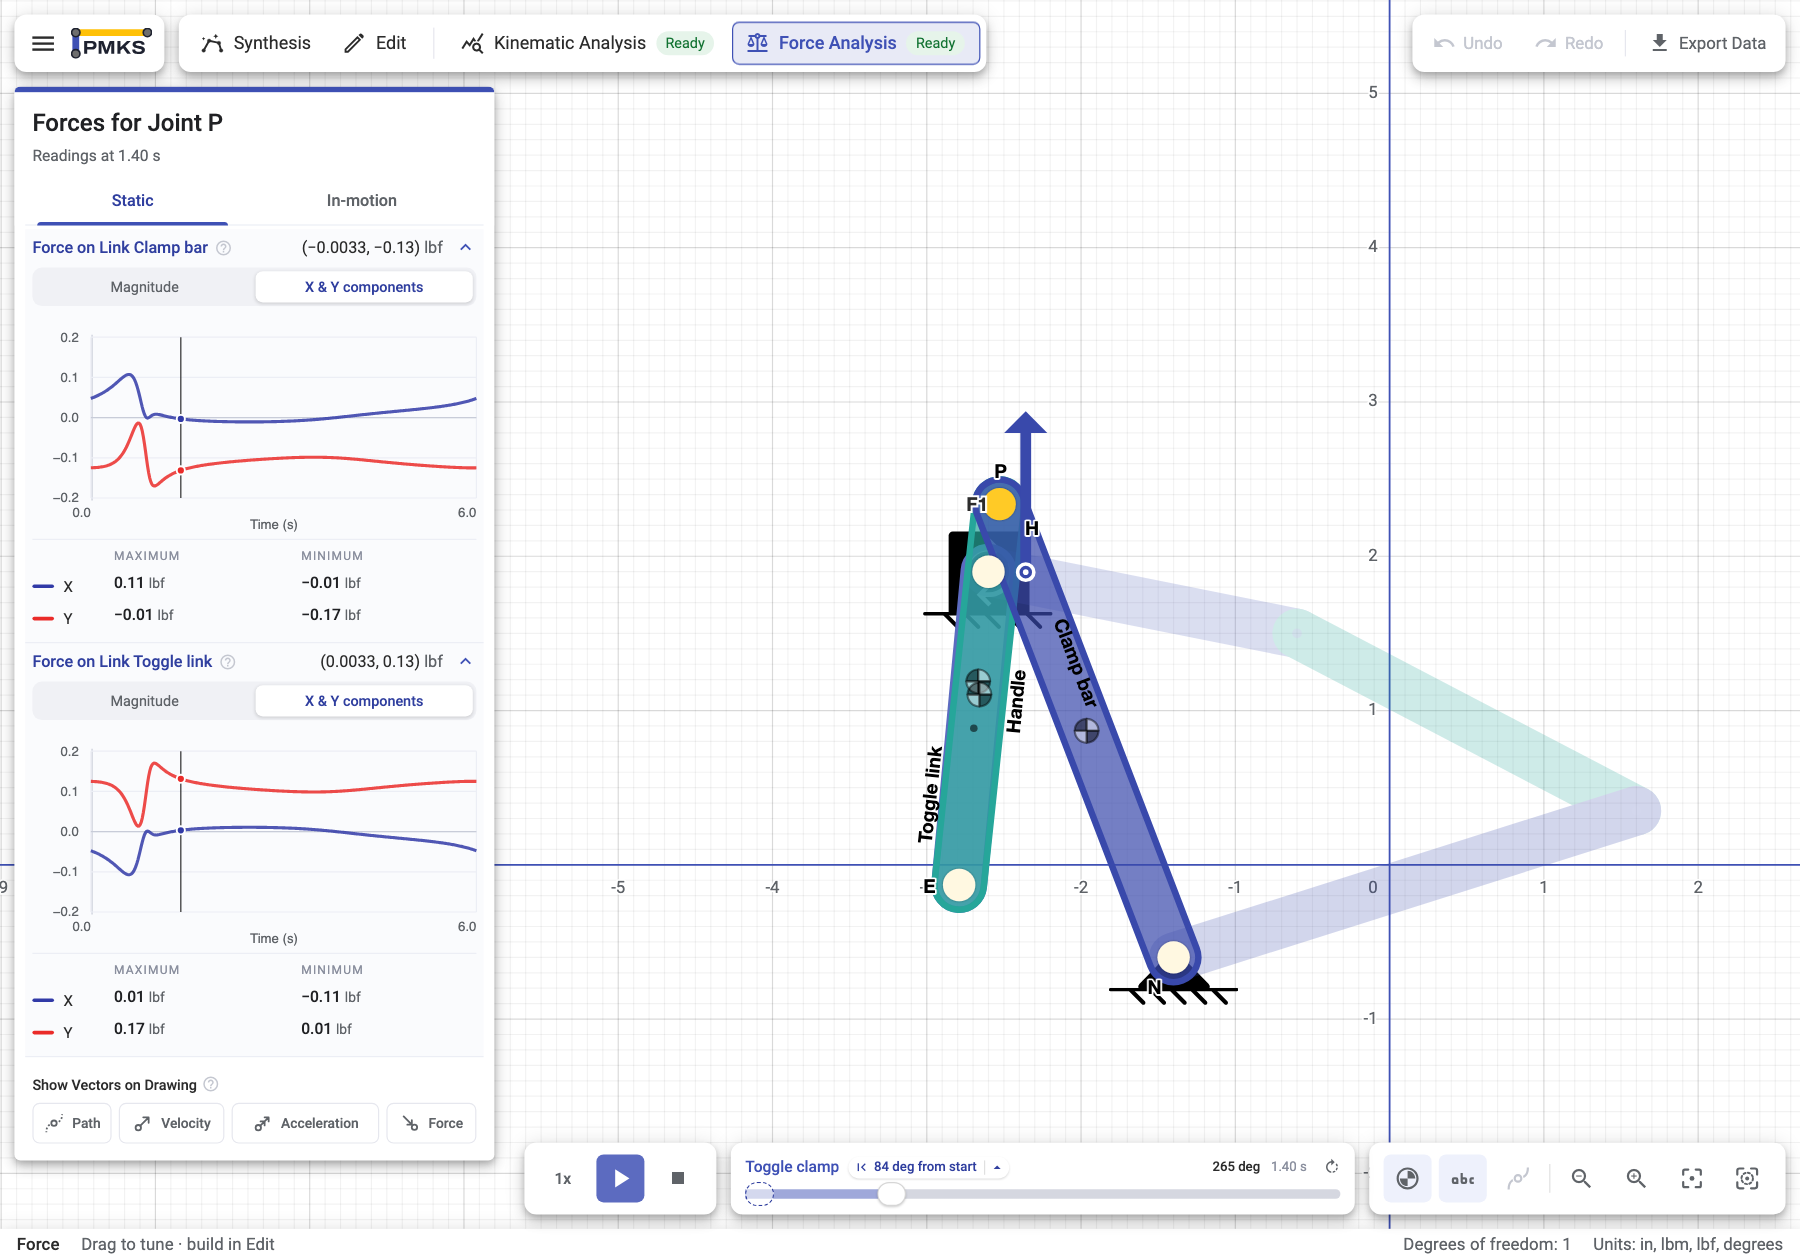 PMKS
Synthesis
Edit
Kinematic Analysis Ready
Force Analysis Ready
Undo
Redo
Export Data
Forces for Joint P
Readings at 1.40 s
Static
In-motion
Force on Link Clamp bar ? (−0.0033, −0.13) lbf
Magnitude
X & Y components
0.2
0.1
0.0
−0.1
−0.2
0.0
6.0
Time (s)
MAXIMUM MINIMUM
X 0.11 lbf −0.01 lbf
Y −0.01 lbf −0.17 lbf
Force on Link Toggle link ? (0.0033, 0.13) lbf
Magnitude
X & Y components
0.2
0.1
0.0
−0.1
−0.2
0.0
6.0
Time (s)
MAXIMUM MINIMUM
X 0.01 lbf −0.11 lbf
Y 0.17 lbf 0.01 lbf
Show Vectors on Drawing ?
Path
Velocity
Acceleration
Force
5
4
3
2
1
-1
9
-5
-4
-2
-1
0
1
2
P
F1
H
Clamp bar
Handle
Toggle link
E
N
1x
Toggle clamp
84 deg from start
265 deg 1.40 s
abc
Force Drag to tune · build in Edit
Degrees of freedom: 1 Units: in, lbm, lbf, degrees